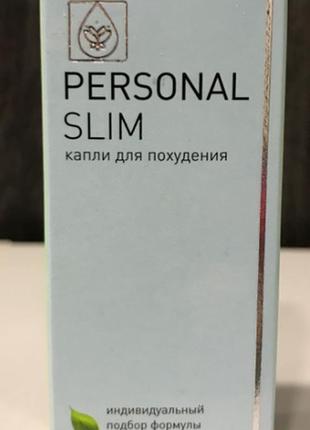 PERSONAL
SLIM
капли для похудения
индивидуальный
подбор формулы